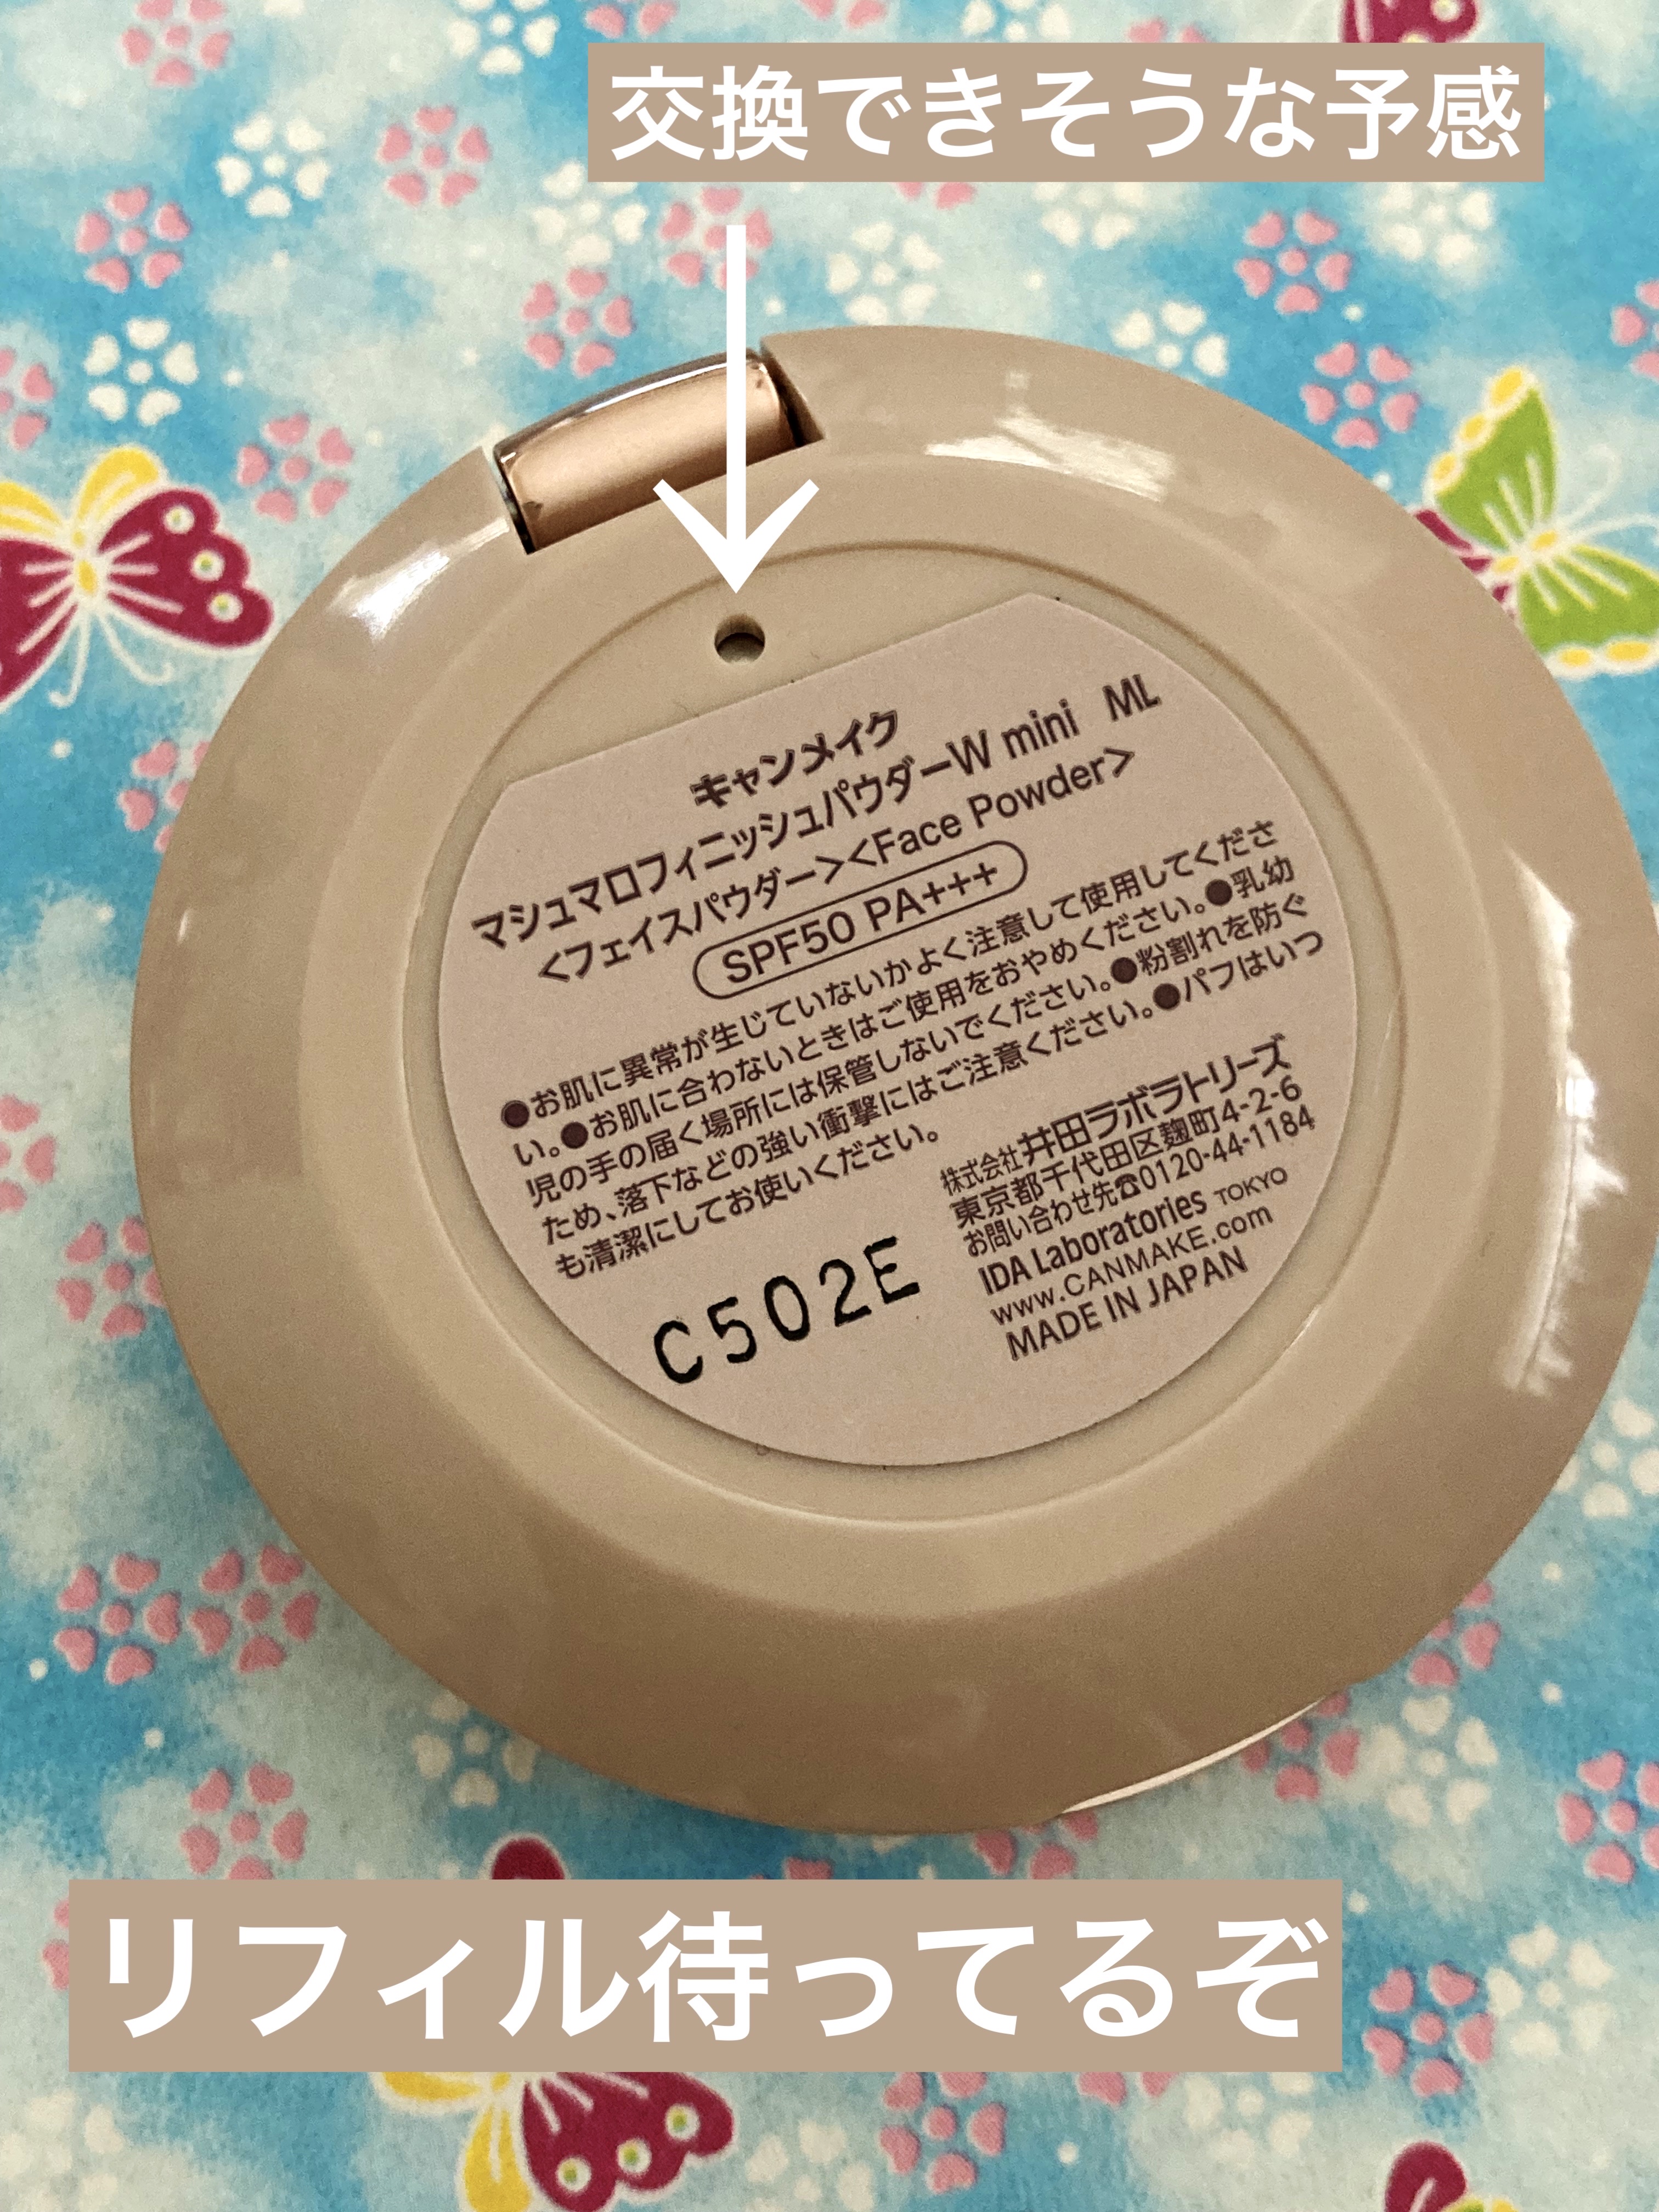 交換できそうな予感
キャンメイク
マシュマロフィニッシュパウダーW mini ML
<フェイスパウダー><Face Powder>
SPF50 PA+++
●お肌に異常が生じていないかよく注意して使用してくださ
い。●お肌に合わないときはご使用をおやめください。●乳幼
児の手の届く場所には保管しないでください。●粉割れを防ぐ
ため、落下などの強い衝撃にはご注意ください。●パフはいつ
も清潔にしてお使いください。
株式会社井田ラボラトリーズ
東京都千代田区麹町4-2-6
お問い合わせ先☎0120-44-1184
IDA Laboratories TOKYO
www.CANMAKE.com
MADE IN JAPAN
C502E
リフィル待ってるぞ